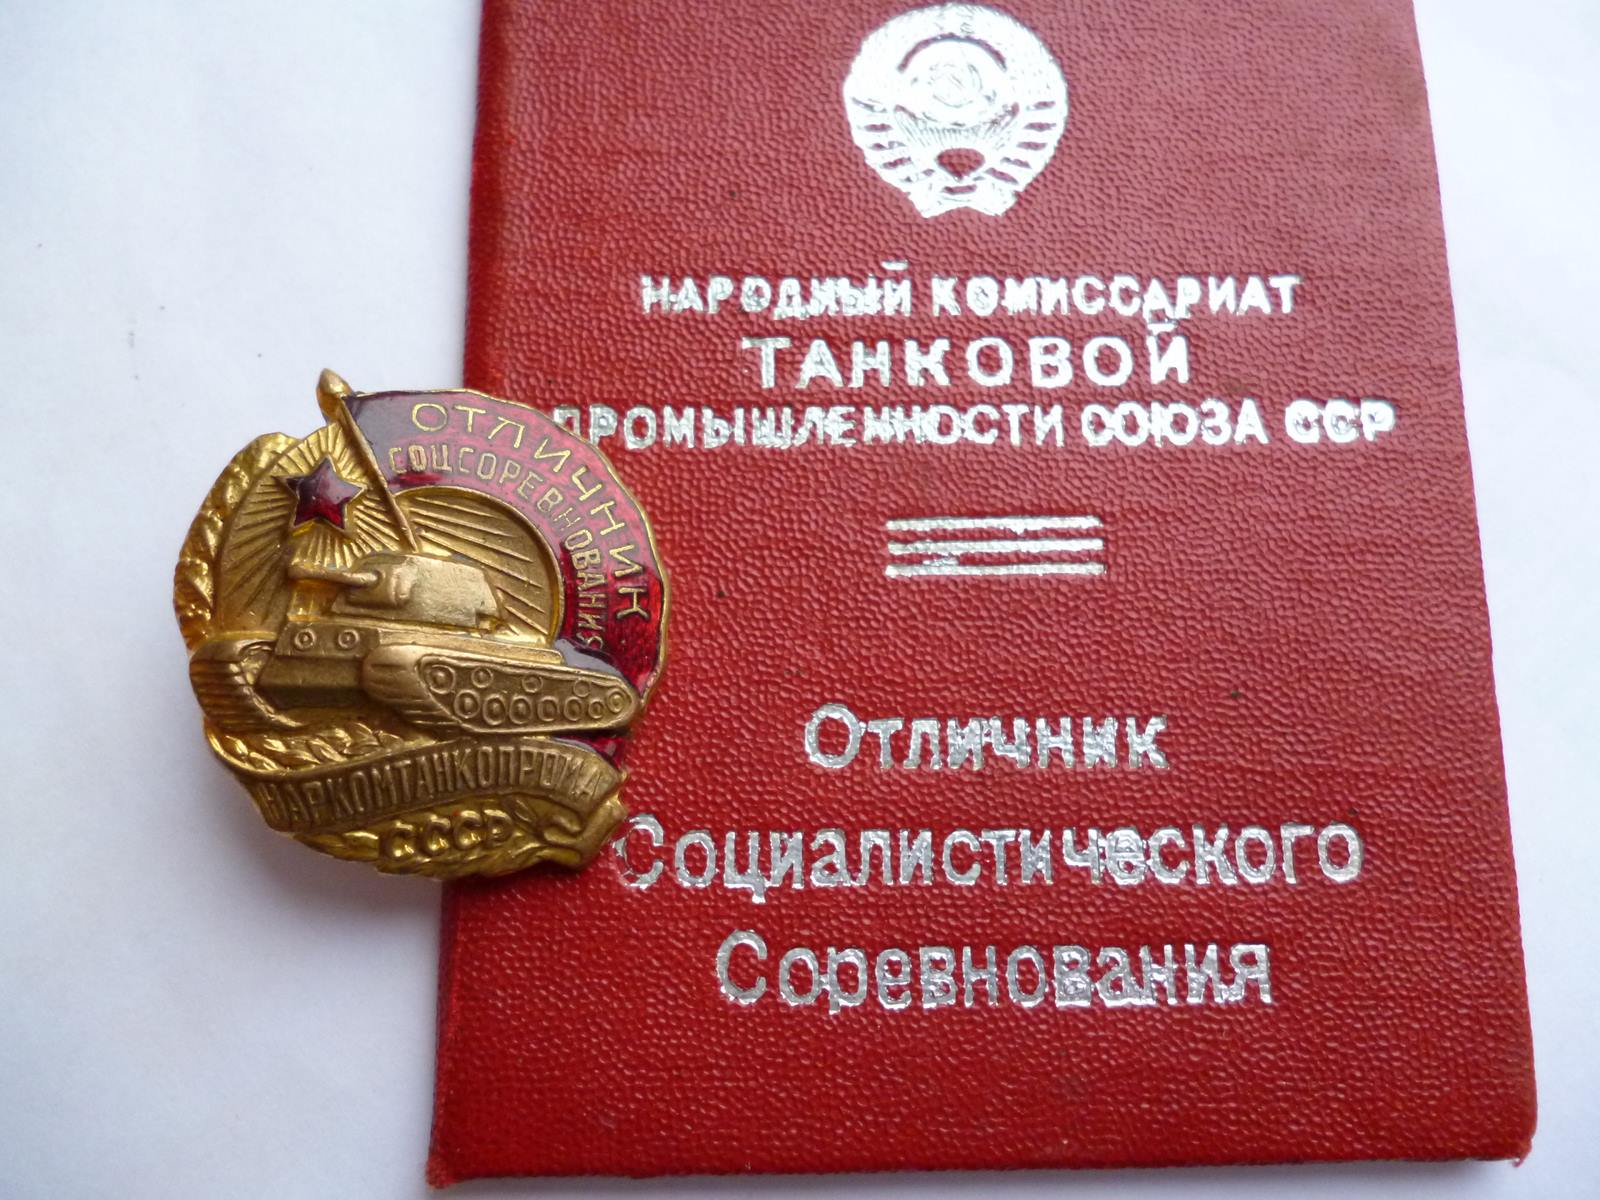 НАРОДНЫЙ КОМИССАРИАТ
ТАНКОВОЙ
ПРОМЫШЛЕННОСТИ СОЮЗА ССР
Отличник
Социалистического
Соревнования
ОТЛИЧНИК
СОЦСОРЕВНОВАНИЯ
НАРКОМТАНКОПРОМА
СССР